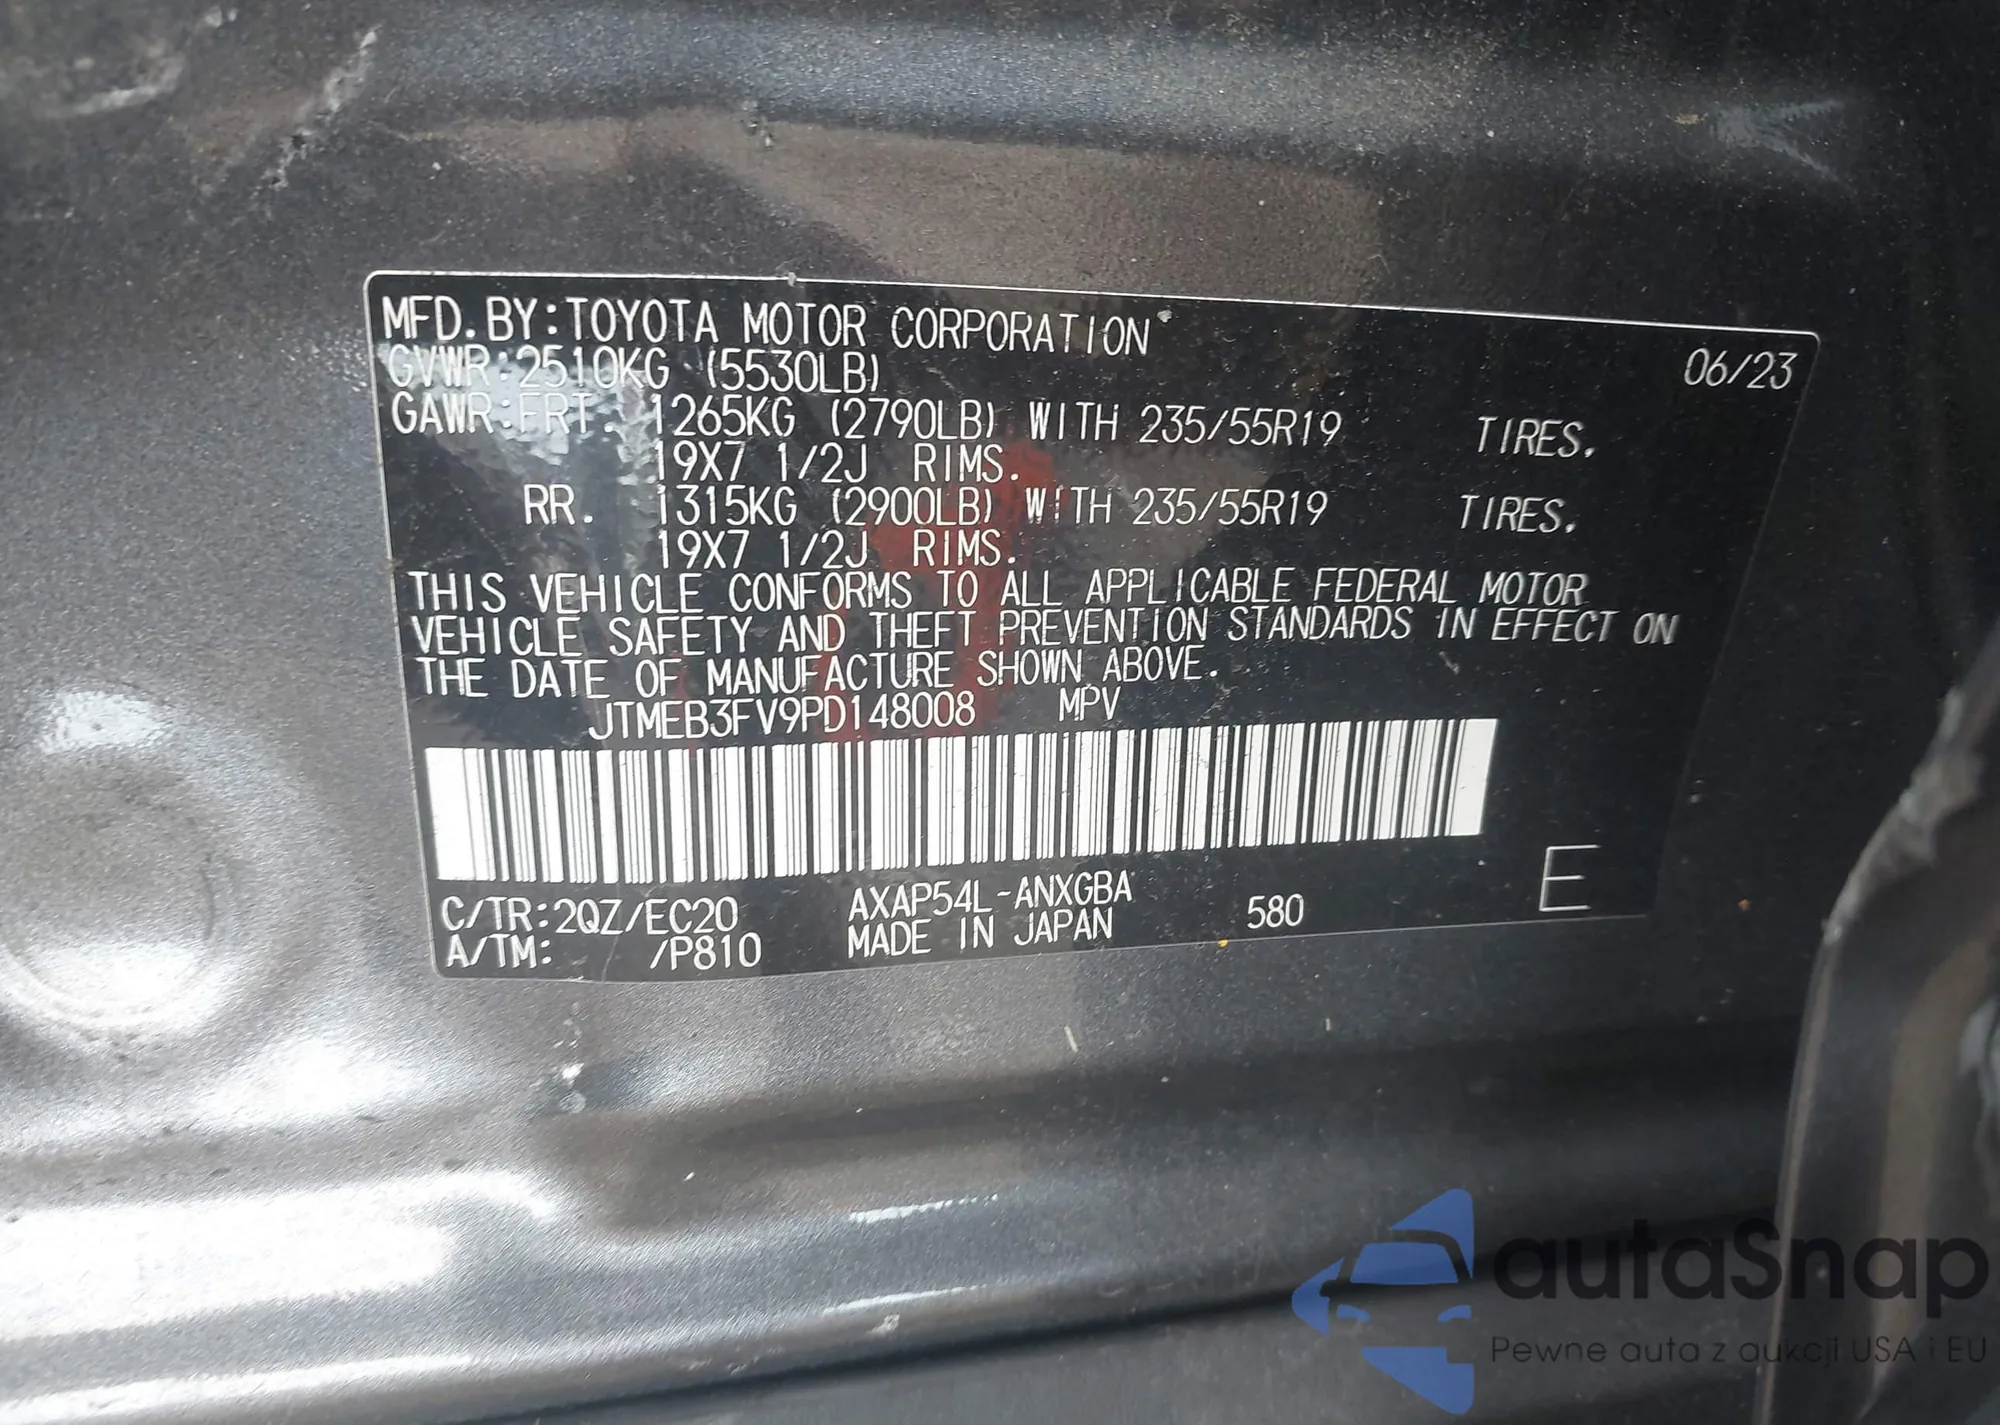 MFD.BY:TOYOTA MOTOR CORPORATION
06/23
GVWR:2510KG (5530LB)
GAWR:FRT. 1265KG (2790LB) WITH 235/55R19 TIRES.
19X7 1/2J RIMS.
RR. 1315KG (2900LB) WITH 235/55R19 TIRES.
19X7 1/2J RIMS.
THIS VEHICLE CONFORMS TO ALL APPLICABLE FEDERAL MOTOR
VEHICLE SAFETY AND THEFT PREVENTION STANDARDS IN EFFECT ON
THE DATE OF MANUFACTURE SHOWN ABOVE.
JTMEB3FV9PD148008 MPV
C/TR:2QZ/EC20 AXAP54L-ANXGBA 580 E
A/TM: /P810 MADE IN JAPAN
autaSnap
Pewne auta z aukcji USA i EU